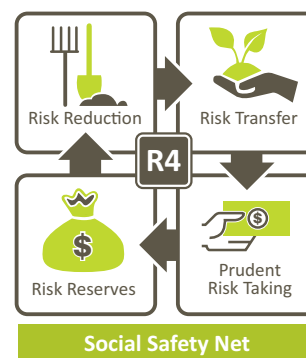 Risk Reduction
Risk Transfer
R4
$
$
Risk Reserves
Prudent
Risk Taking
Social Safety Net